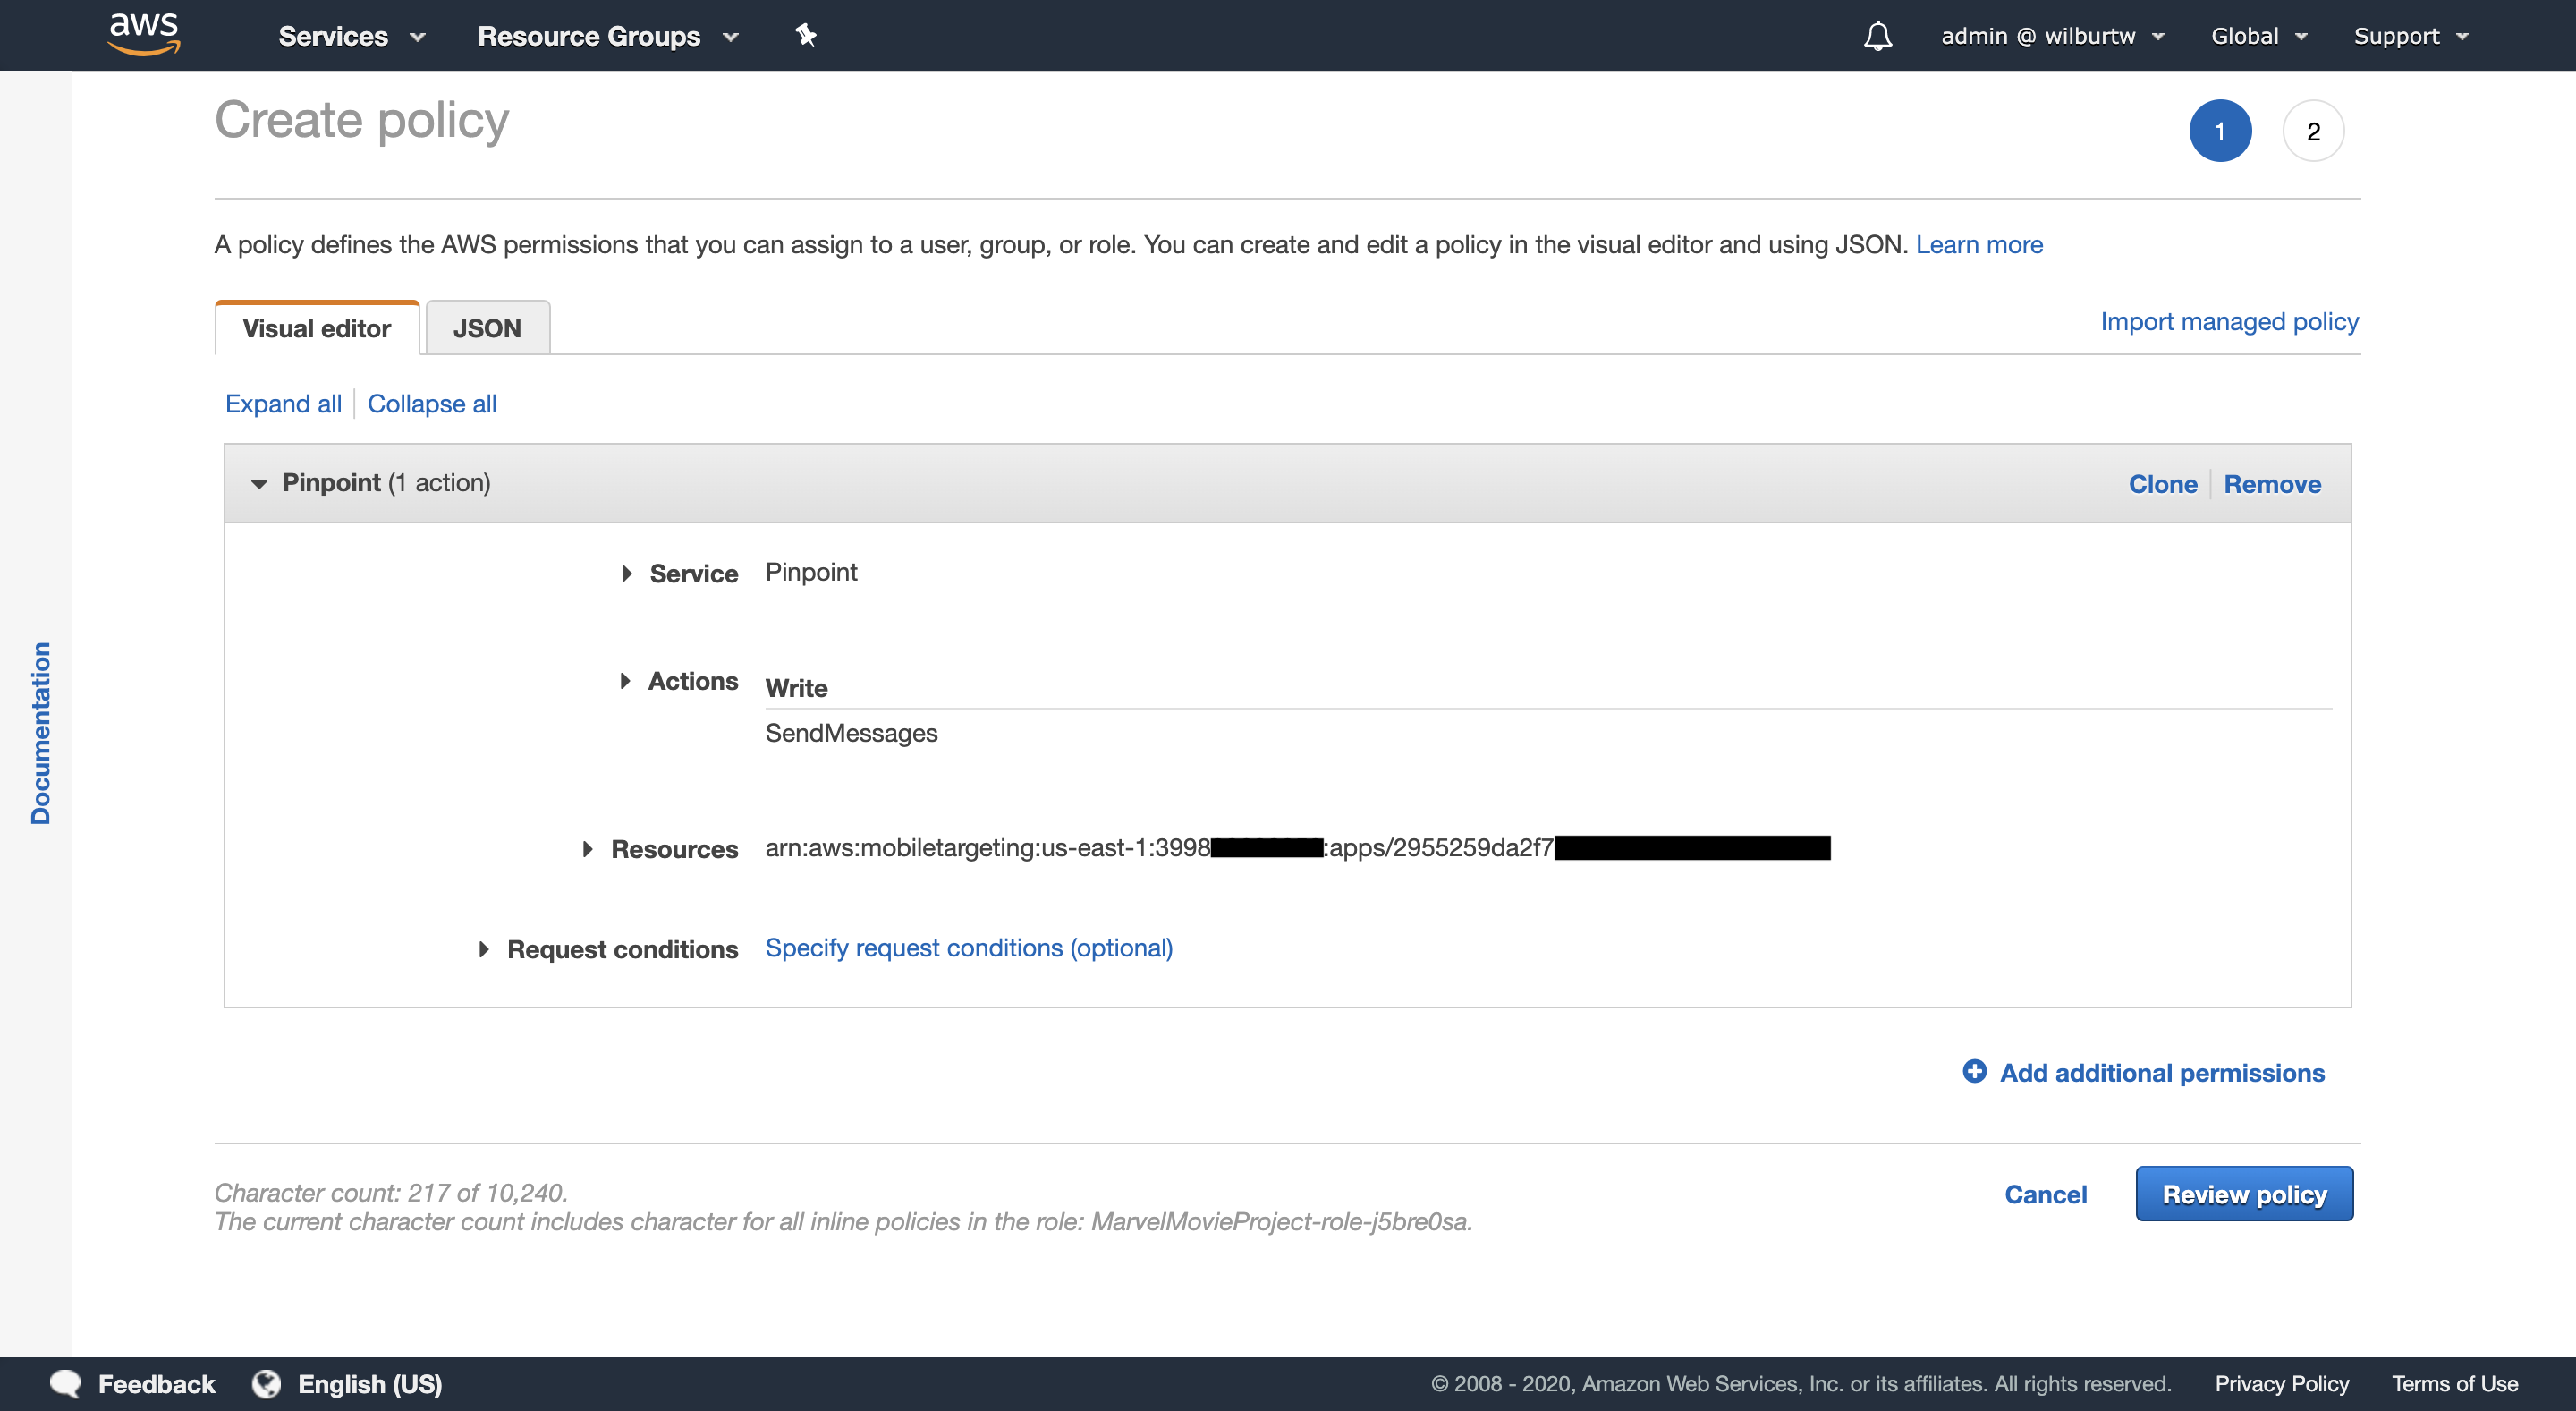 aws Services Resource Groups admin @ wilburtw Global Support
Create policy
1 2
A policy defines the AWS permissions that you can assign to a user, group, or role. You can create and edit a policy in the visual editor and using JSON. Learn more
Visual editor JSON Import managed policy
Expand all Collapse all
Pinpoint (1 action) Clone Remove
Service Pinpoint
Actions Write
SendMessages
Resources arn:aws:mobiletargeting:us-east-1:3998 :apps/2955259da2f7
Request conditions Specify request conditions (optional)
Documentation
Add additional permissions
Character count: 217 of 10,240.
The current character count includes character for all inline policies in the role: MarvelMovieProject-role-j5bre0sa.
Cancel Review policy
Feedback English (US) © 2008 - 2020, Amazon Web Services, Inc. or its affiliates. All rights reserved. Privacy Policy Terms of Use